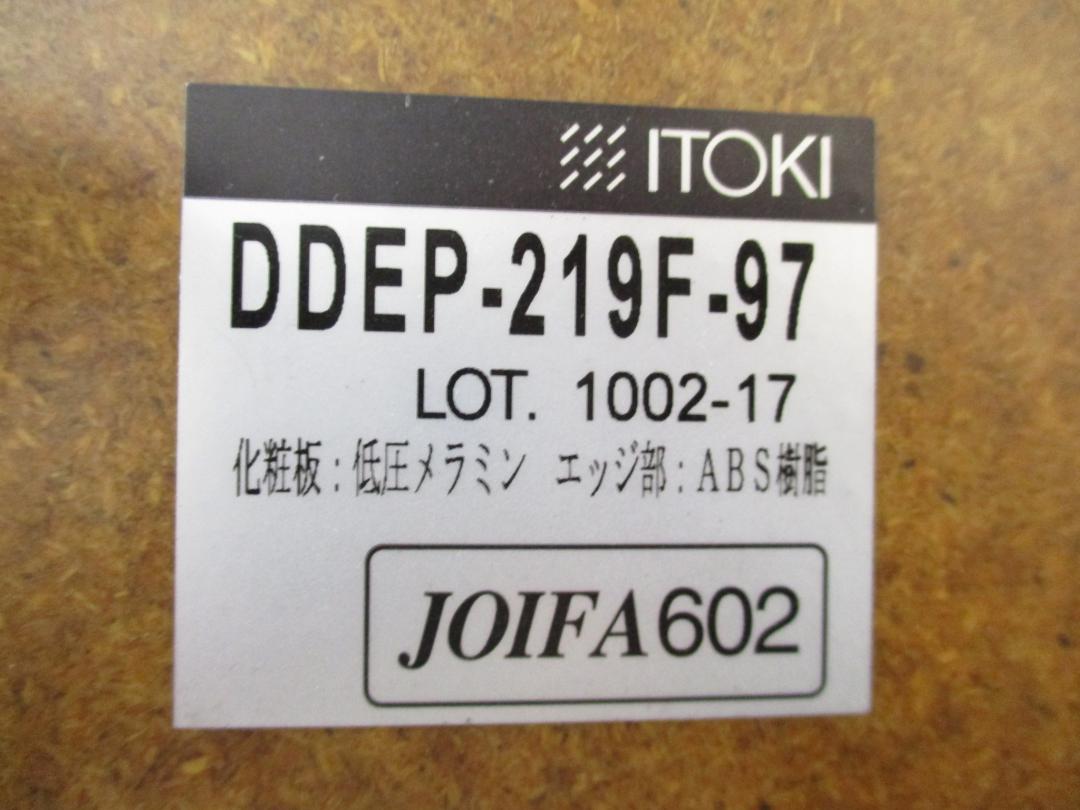 ITOKI
DDEP-219F-97
LOT. 1002-17
化粧板：低圧メラミン　エッジ部：ＡＢＳ樹脂
JOIFA602